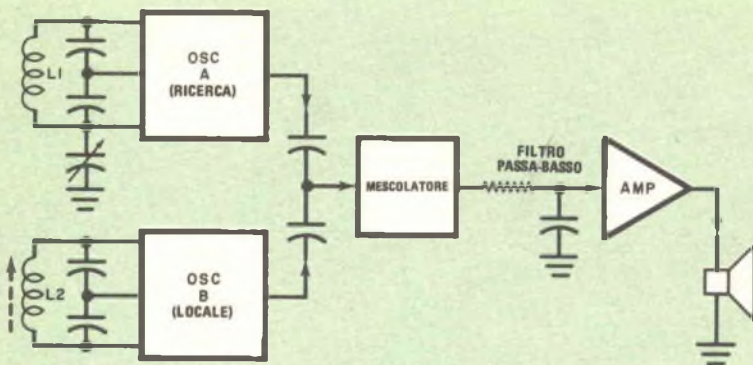 L1
OSC
A
(RICERCA)
L2
OSC
B
(LOCALE)
MESCOLATORE
FILTRO
PASSA-BASSO
AMP